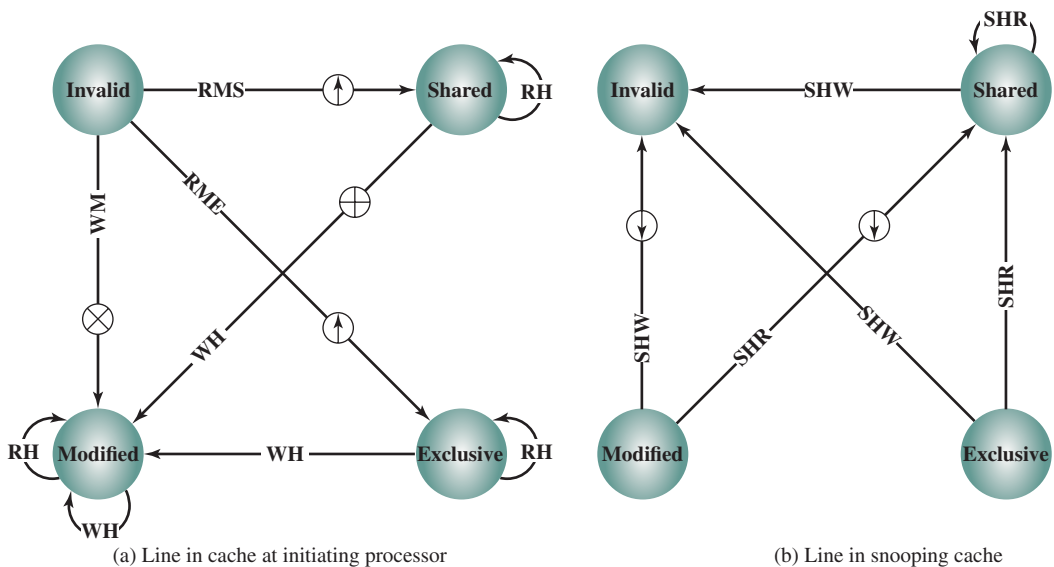 SHR
Invalid
RMS
Shared
RH
Invalid
SHW
Shared
RME
WM
SHR
WH
SHW
SHR
SHW
RH
Modified
WH
Exclusive
RH
Modified
Exclusive
WH
(a) Line in cache at initiating processor
(b) Line in snooping cache